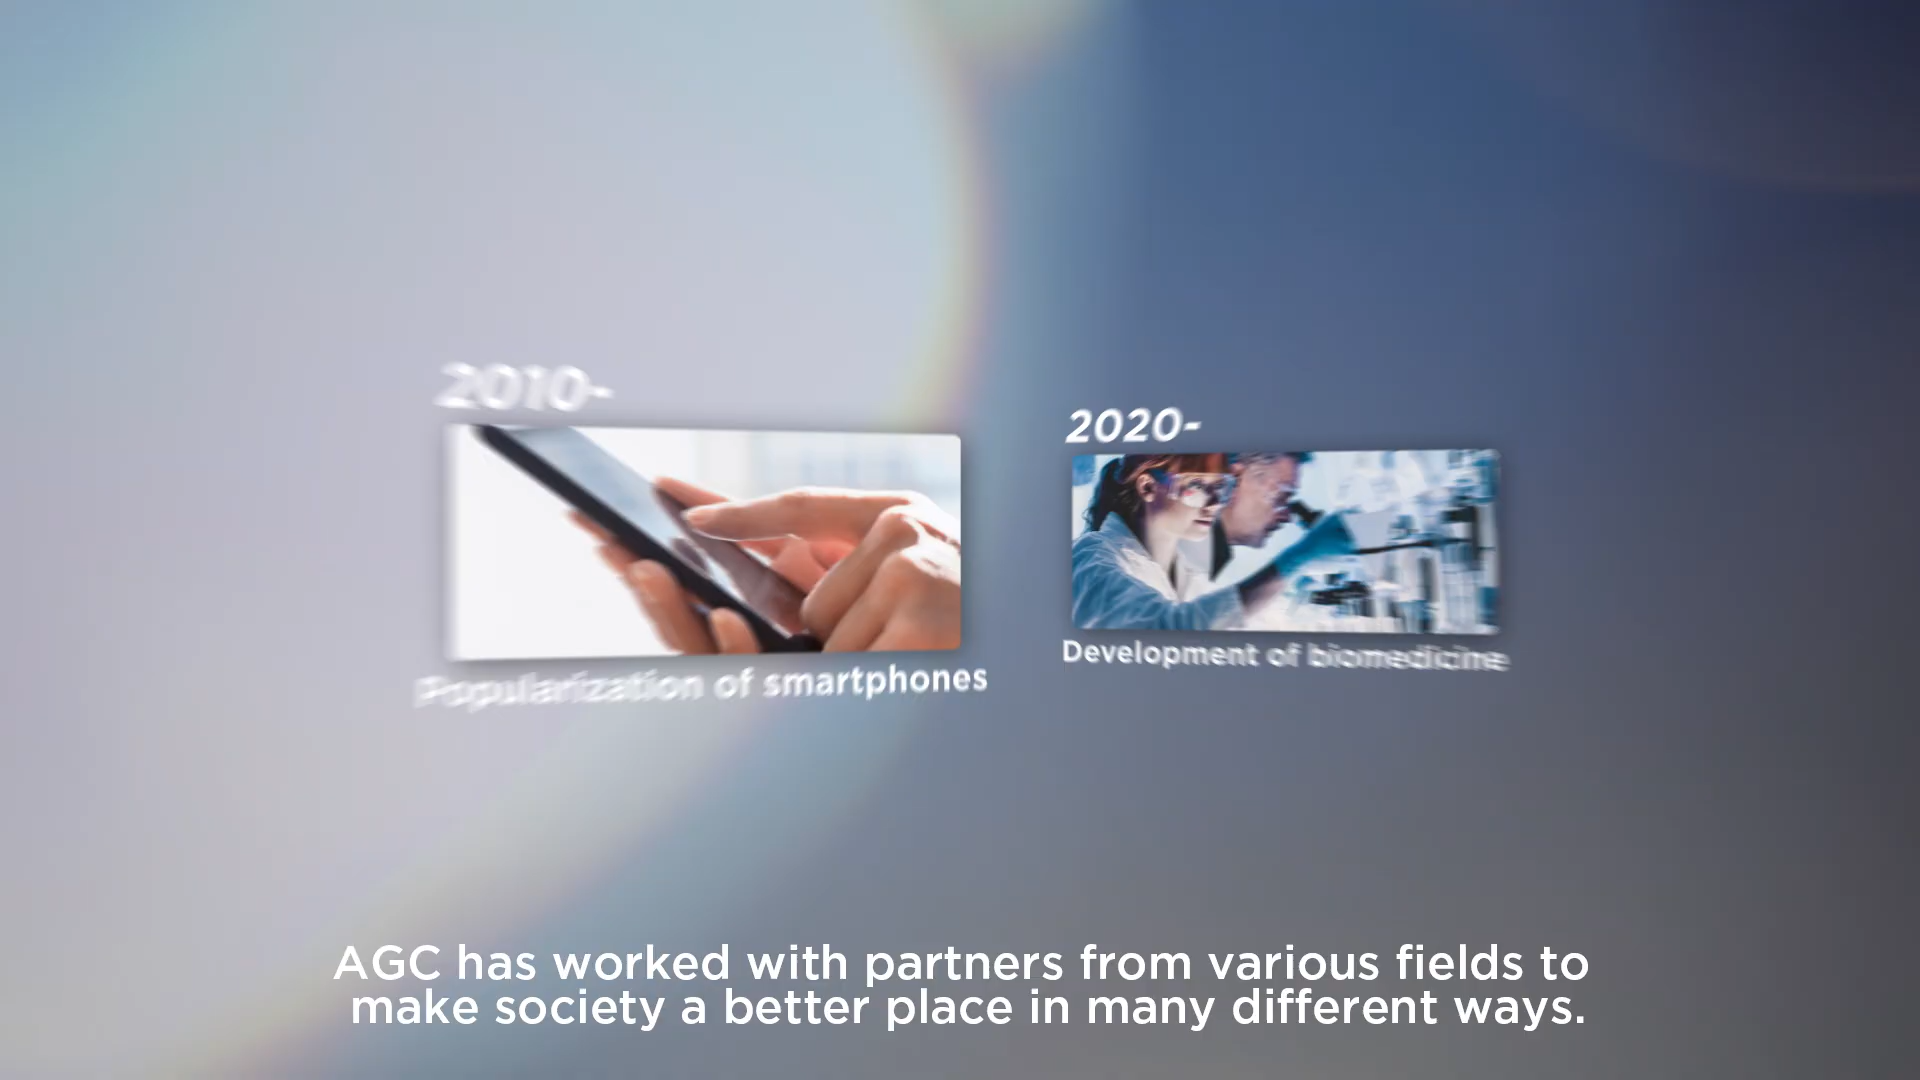 2010-
Popularization of smartphones
2020-
Development of biomedicine
AGC has worked with partners from various fields to
make society a better place in many different ways.